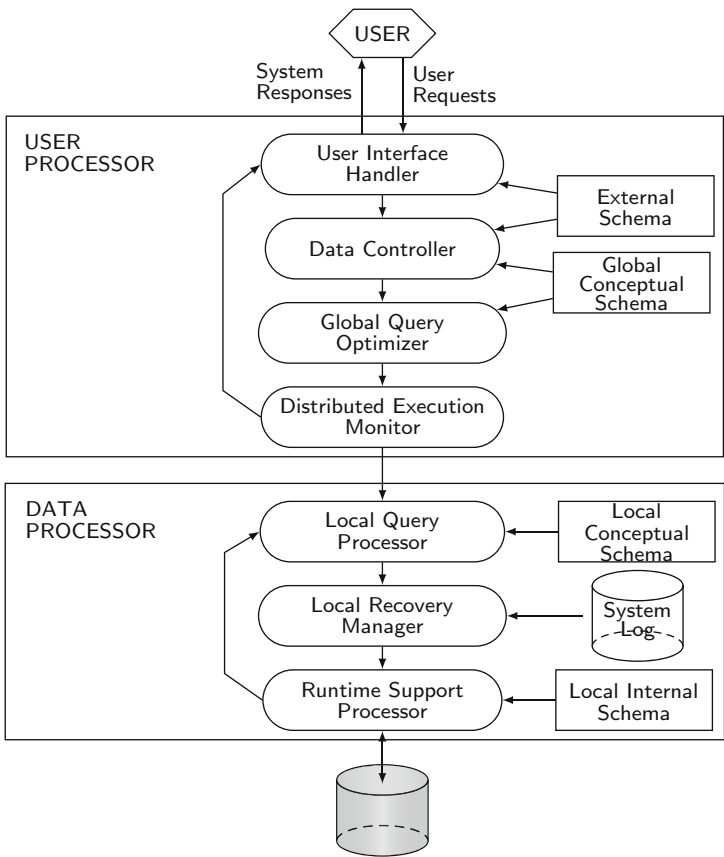 USER
System
Responses
User
Requests
USER
PROCESSOR
User Interface
Handler
External
Schema
Data Controller
Global
Conceptual
Schema
Global Query
Optimizer
Distributed Execution
Monitor
DATA
PROCESSOR
Local Query
Processor
Local
Conceptual
Schema
Local Recovery
Manager
System
Log
Runtime Support
Processor
Local Internal
Schema